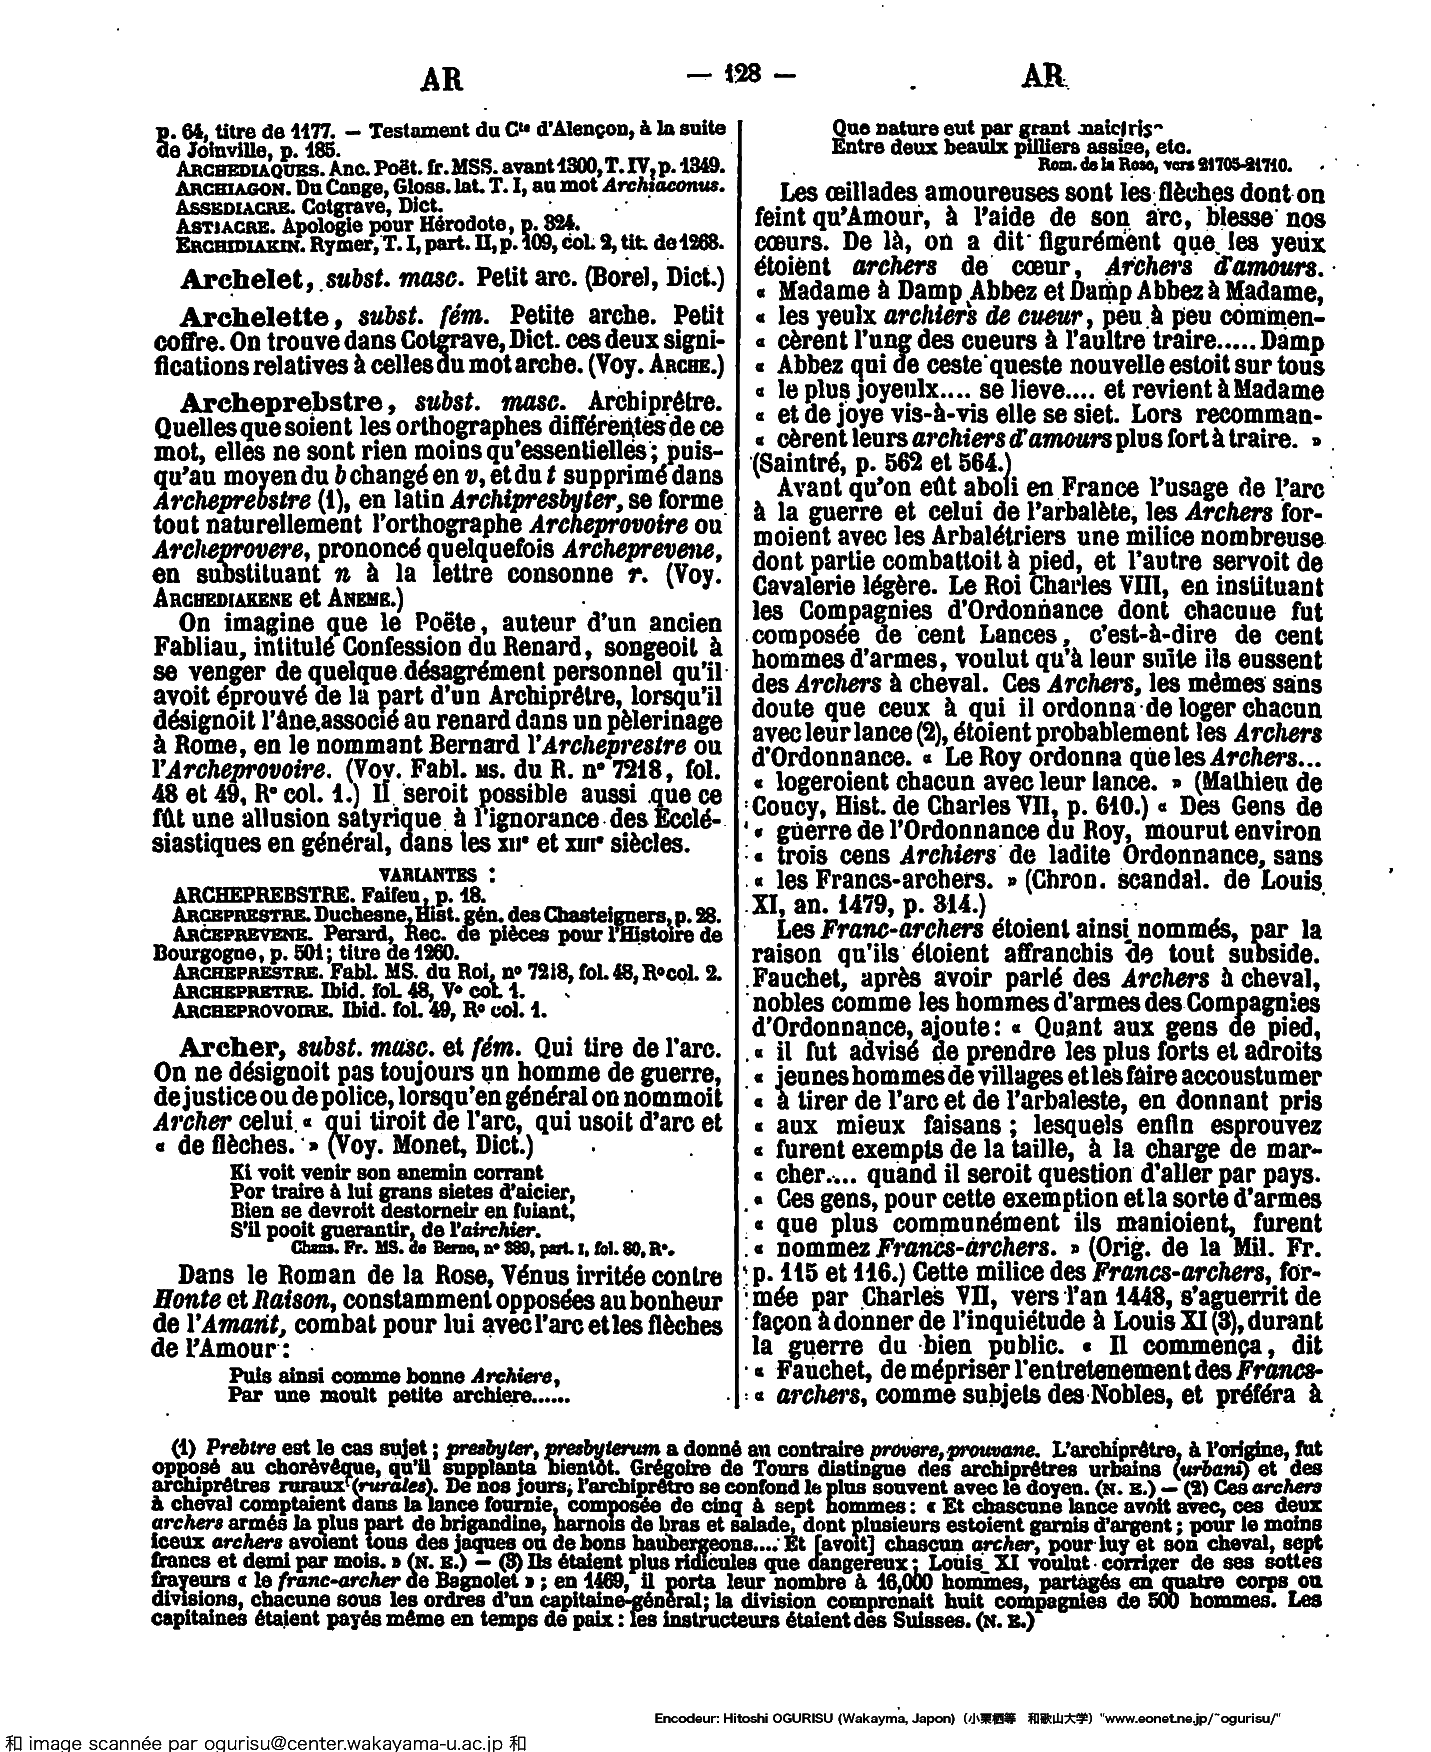 AR
— 128 —
AR
p. 64, titre de 1177. — Testament du Cte d'Alençon, à la suite
de Joinville, p. 185.
ARCHEDIAQUES. Anc. Poët. fr. MSS. avant 1300, T. IV, p. 1349.
ARCHIAGON. Du Cange, Gloss. lat. T. I, au mot Archiaconus.
ASSEDIACRE. Cotgrave, Dict.
ASTIACRE. Apologie pour Hérodote, p. 324.
ERCHIDIAKIN. Rymer, T. I, part. II, p. 109, col. 2, tit. de 1268.
Archelet, subst. masc. Petit arc. (Borel, Dict.)
Archelette, subst. fém. Petite arche. Petit
coffre. On trouve dans Cotgrave, Dict. ces deux signi-
fications relatives à celles du mot arche. (Voy. ARCHE.)
Archeprebstre, subst. masc. Archiprêtre.
Quelles que soient les orthographes différentes de ce
mot, elles ne sont rien moins qu'essentielles ; puis-
qu'au moyen du b changé en v, et du t supprimé dans
Archeprebstre (1), en latin Archipresbyter, se forme
tout naturellement l'orthographe Archeprovoire ou
Archeprovere, prononcé quelquefois Archeprevene,
en substituant n à la lettre consonne r. (Voy.
ARCHEDIAKENE et ANEME.)
On imagine que le Poëte, auteur d'un ancien
Fabliau, intitulé Confession du Renard, songeoit à
se venger de quelque désagrément personnel qu'il
avoit éprouvé de la part d'un Archiprêtre, lorsqu'il
désignoit l'âne associé au renard dans un pèlerinage
à Rome, en le nommant Bernard l'Archeprestre ou
l'Archeprovoire. (Voy. Fabl. MS. du R. n° 7218, fol.
48 et 49, R° col. 1.) Il seroit possible aussi que ce
fût une allusion satyrique à l'ignorance des Ecclé-
siastiques en général, dans les XIIe et XIIIe siècles.
VARIANTES :
ARCHEPREBSTRE. Faifeu, p. 18.
ARCEPRESTRE. Duchesne, Hist. gén. des Chasteigners, p. 28.
ARCEPREVENE. Perard, Rec. de pièces pour l'Histoire de
Bourgogne, p. 501 ; titre de 1260.
ARCHEPRESTRE. Fabl. MS. du Roi, n° 7218, fol. 48, R° col. 2.
ARCHEPRETRE. Ibid. fol. 48, V° col. 1.
ARCHEPROVOIRE. Ibid. fol. 49, R° col. 1.
Archer, subst. masc. et fém. Qui tire de l'arc.
On ne désignoit pas toujours un homme de guerre,
de justice ou de police, lorsqu'en général on nommoit
Archer celui « qui tiroit de l'arc, qui usoit d'arc et
« de flèches. » (Voy. Monet, Dict.)
Ki voit venir son anemin corrant
Por traire à lui grans sietes d'aicier,
Bien se devroit destorneir en fuiant,
S'il pooit guerantir, de l'airchier.
Chans. Fr. MS. de Berne, n° 389, part. I, fol. 80, R°.
Dans le Roman de la Rose, Vénus irritée contre
Honte et Raison, constamment opposées au bonheur
de l'Amant, combat pour lui avec l'arc et les flèches
de l'Amour :
Puis ainsi comme bonne Archiere,
Par une moult petite archiere......
Que nature eut par grant
Entre deux beaulx pilliers assise, etc.
Rom. de la Rose, vers 21705-21710.
Les œillades amoureuses sont les flèches dont on
feint qu'Amour, à l'aide de son arc, blesse nos
cœurs. De là, on a dit figurément que les yeux
étoient archers de cœur, Archers d'amours.
« Madame à Damp Abbez et Damp Abbez à Madame,
« les yeulx archiers de cueur, peu à peu commen-
« cèrent l'ung des cueurs à l'aultre traire..... Damp
« Abbez qui de ceste queste nouvelle estoit sur tous
« le plus joyeulx.... se lieve.... et revient à Madame
« et de joye vis-à-vis elle se siet. Lors recomman-
« cèrent leurs archiers d'amours plus fort à traire. »
(Saintré, p. 562 et 564.)
Avant qu'on eût aboli en France l'usage de l'arc
à la guerre et celui de l'arbalète, les Archers for-
moient avec les Arbalétriers une milice nombreuse
dont partie combattoit à pied, et l'autre servoit de
Cavalerie légère. Le Roi Charles VIII, en instituant
les Compagnies d'Ordonnance dont chacune fut
composée de cent Lances, c'est-à-dire de cent
hommes d'armes, voulut qu'à leur suite ils eussent
des Archers à cheval. Ces Archers, les mêmes sans
doute que ceux à qui il ordonna de loger chacun
avec leur lance (2), étoient probablement les Archers
d'Ordonnance. « Le Roy ordonna que les Archers...
« logeroient chacun avec leur lance. » (Mathieu de
Coucy, Hist. de Charles VII, p. 610.) « Des Gens de
« guerre de l'Ordonnance du Roy, mourut environ
« trois cens Archiers de ladite Ordonnance, sans
« les Francs-archers. » (Chron. scandal. de Louis
XI, an. 1479, p. 314.)
Les Franc-archers étoient ainsi nommés, par la
raison qu'ils étoient affranchis de tout subside.
Fauchet, après avoir parlé des Archers à cheval,
nobles comme les hommes d'armes des Compagnies
d'Ordonnance, ajoute : « Quant aux gens de pied,
« il fut advisé de prendre les plus forts et adroits
« jeunes hommes de villages et les faire accoustumer
« à tirer de l'arc et de l'arbaleste, en donnant pris
« aux mieux faisans ; lesquels enfin esprouvez
« furent exempts de la taille, à la charge de mar-
« cher.... quand il seroit question d'aller par pays.
« Ces gens, pour cette exemption et la sorte d'armes
« que plus communément ils manioient, furent
« nommez Francs-archers. » (Orig. de la Mil. Fr.
p. 115 et 116.) Cette milice des Francs-archers, for-
mée par Charles VII, vers l'an 1448, s'aguerrit de
façon à donner de l'inquiétude à Louis XI (3), durant
la guerre du bien public. « Il commença, dit
« Fauchet, de mépriser l'entretenement des Francs-
« archers, comme subjets des Nobles, et préféra à
(1) Prebtre est le cas sujet ; presbyter, presbyterum a donné au contraire provere, prouvane. L'archiprêtre, à l'origine, fut
opposé au chorévêque, qu'il supplanta bientôt. Grégoire de Tours distingue des archiprêtres urbains (urbani) et des
archiprêtres ruraux (rurales). De nos jours, l'archiprêtre se confond le plus souvent avec le doyen. (N. E.) — (2) Ces archers
à cheval comptaient dans la lance fournie, composée de cinq à sept hommes : « Et chascune lance avoit avec, ces deux
archers armés la plus part de brigandine, harnois de bras et salade, dont plusieurs estoient garnis d'argent ; pour le moins
iceux archers avoient tous des jaques ou de bons haubergeons.... Et [avoit] chascun archer, pour luy et son cheval, sept
francs et demi par mois. » (N. E.) — (3) Ils étaient plus ridicules que dangereux ; Louis XI voulut corriger de ses sottes
frayeurs « le franc-archer de Bagnolet » ; en 1469, il porta leur nombre à 16,000 hommes, partagés en quatre corps ou
divisions, chacune sous les ordres d'un capitaine-général ; la division comprenait huit compagnies de 500 hommes. Les
capitaines étaient payés même en temps de paix : les instructeurs étaient des Suisses. (N. E.)
Encodeur: Hitoshi OGURISU (Wakayma, Japon) (小栗栖等 和歌山大学) "www.eonet.ne.jp/~ogurisu/"
和 image scannée par ogurisu@center.wakayama-u.ac.jp 和